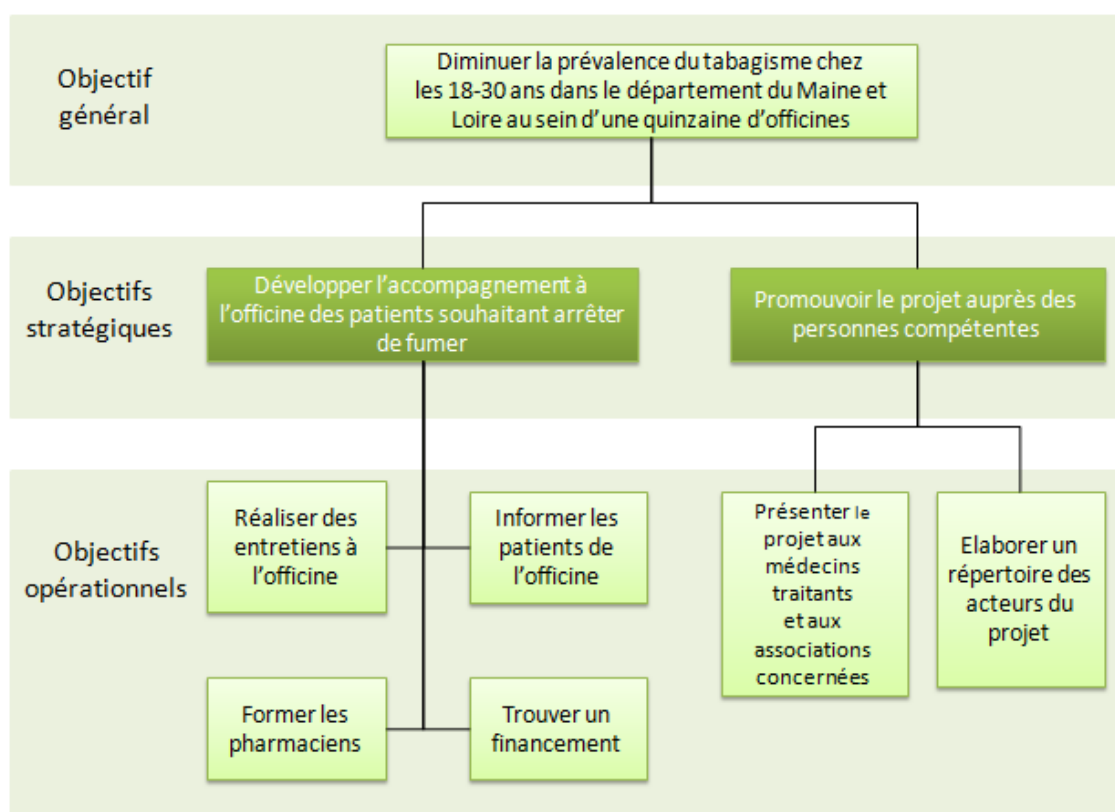 Objectif
général
Diminuer la prévalence du tabagisme chez
les 18-30 ans dans le département du Maine et
Loire au sein d'une quinzaine d'officines
Objectifs
stratégiques
Développer l'accompagnement à
l'officine des patients souhaitant arrêter
de fumer
Promouvoir le projet auprès des
personnes compétentes
Objectifs
opérationnels
Réaliser des
entretiens à
l'officine
Informer les
patients de
l'officine
Présenter le
projet aux
médecins
traitants
et aux
associations
concernées
Elaborer un
répertoire des
acteurs du
projet
Former les
pharmaciens
Trouver un
financement